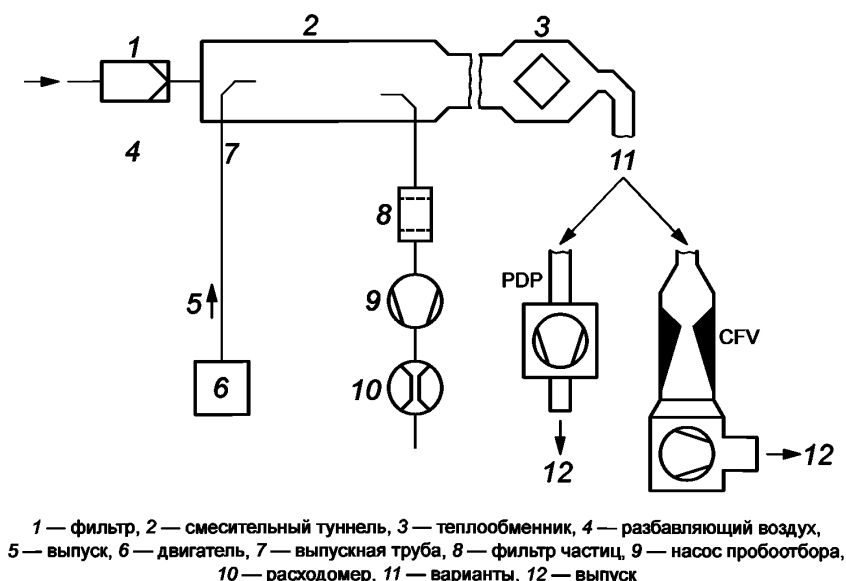 1
2
3
4
7
11
8
PDP
5
9
CFV
6
10
12
12
1 — фильтр, 2 — смесительный туннель, 3 — теплообменник, 4 — разбавляющий воздух,
5 — выпуск, 6 — двигатель, 7 — выпускная труба, 8 — фильтр частиц, 9 — насос пробоотбора,
10 — расходомер, 11 — варианты, 12 — выпуск